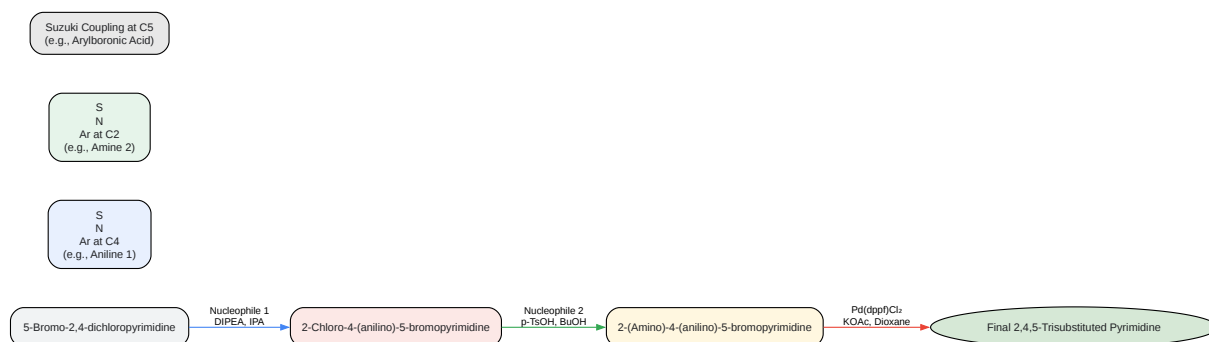 Suzuki Coupling at C5
(e.g., Arylboronic Acid)
S
N
Ar at C2
(e.g., Amine 2)
S
N
Ar at C4
(e.g., Aniline 1)
5-Bromo-2,4-dichloropyrimidine
Nucleophile 1
DIPEA, IPA
2-Chloro-4-(anilino)-5-bromopyrimidine
Nucleophile 2
p-TsOH, BuOH
2-(Amino)-4-(anilino)-5-bromopyrimidine
Pd(dppf)Cl₂
KOAc, Dioxane
Final 2,4,5-Trisubstituted Pyrimidine